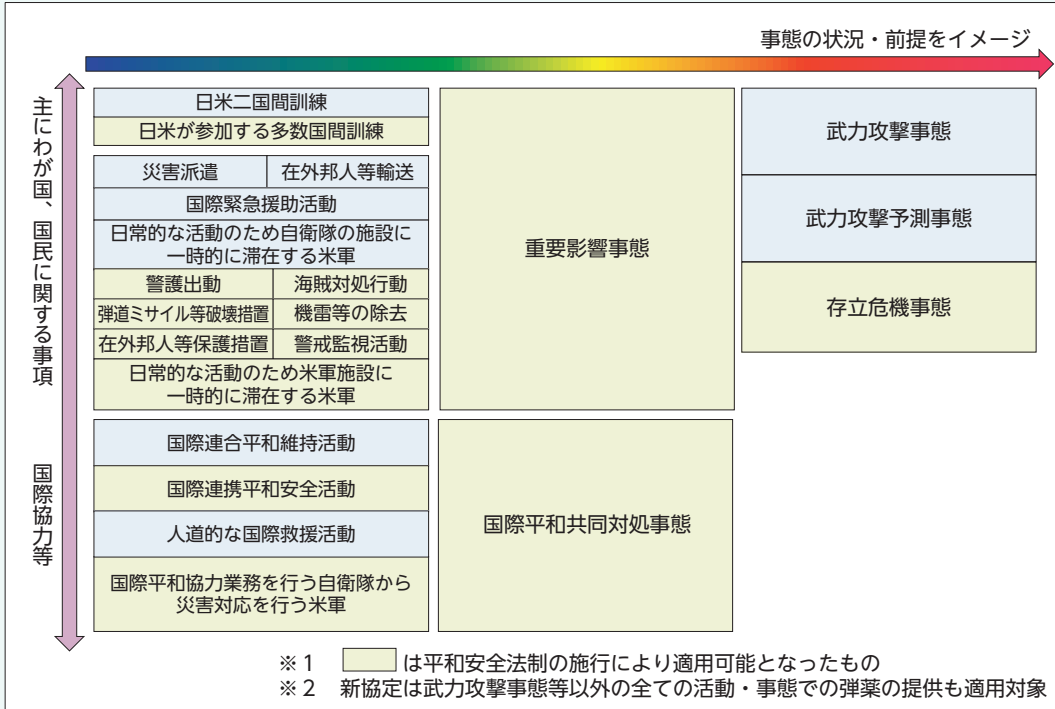 事態の状況・前提をイメージ
主にわが国、国民に関する事項
日米二国間訓練
日米が参加する多数国間訓練
災害派遣
在外邦人等輸送
国際緊急援助活動
日常的な活動のため自衛隊の施設に
一時的に滞在する米軍
警護出動
海賊対処行動
弾道ミサイル等破壊措置
機雷等の除去
在外邦人等保護措置
警戒監視活動
日常的な活動のため米軍施設に
一時的に滞在する米軍
重要影響事態
武力攻撃事態
武力攻撃予測事態
存立危機事態
国際協力等
国際連合平和維持活動
国際連携平和安全活動
人道的な国際救援活動
国際平和協力業務を行う自衛隊から
災害対応を行う米軍
国際平和共同対処事態
※1 は平和安全法制の施行により適用可能となったもの
※2 新協定は武力攻撃事態等以外の全ての活動・事態での弾薬の提供も適用対象